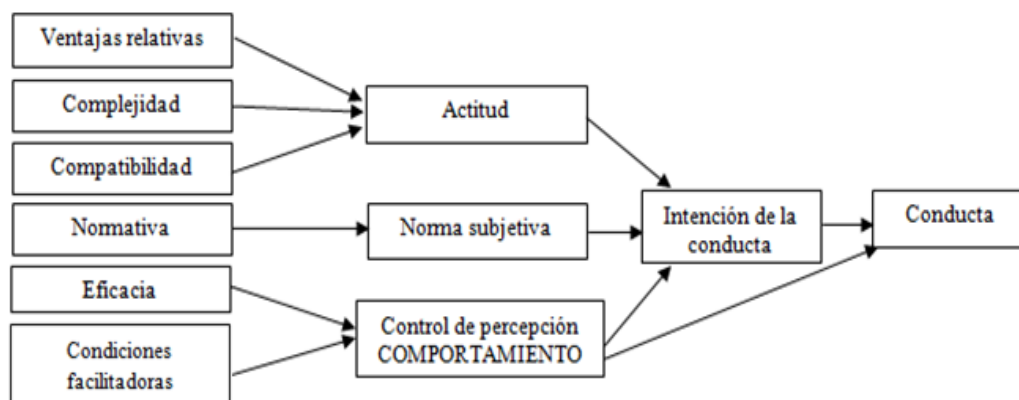 Ventajas relativas
Complejidad
Compatibilidad
Normativa
Eficacia
Condiciones
facilitadoras
Actitud
Norma subjetiva
Control de percepción
COMPORTAMIENTO
Intención de la
conducta
Conducta